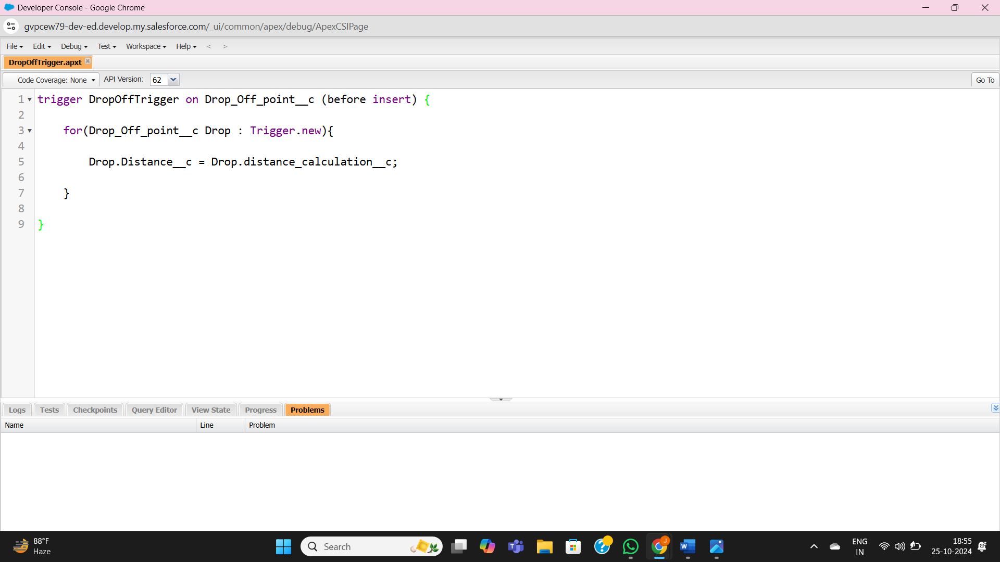 Developer Console - Google Chrome
gvpcew79-dev-ed.develop.my.salesforce.com/_ui/common/apex/debug/ApexCSIPage
File Edit Debug Test Workspace Help < >
DropOffTrigger.apxt
Code Coverage: None API Version: 62 Go To
1 trigger DropOffTrigger on Drop_Off_point__c (before insert) {
2
3 for(Drop_Off_point__c Drop : Trigger.new){
4
5 Drop.Distance__c = Drop.distance_calculation__c;
6
7 }
8
9 }
Logs Tests Checkpoints Query Editor View State Progress Problems
Name Line Problem
88°F
Haze
Search
ENG
IN
18:55
25-10-2024